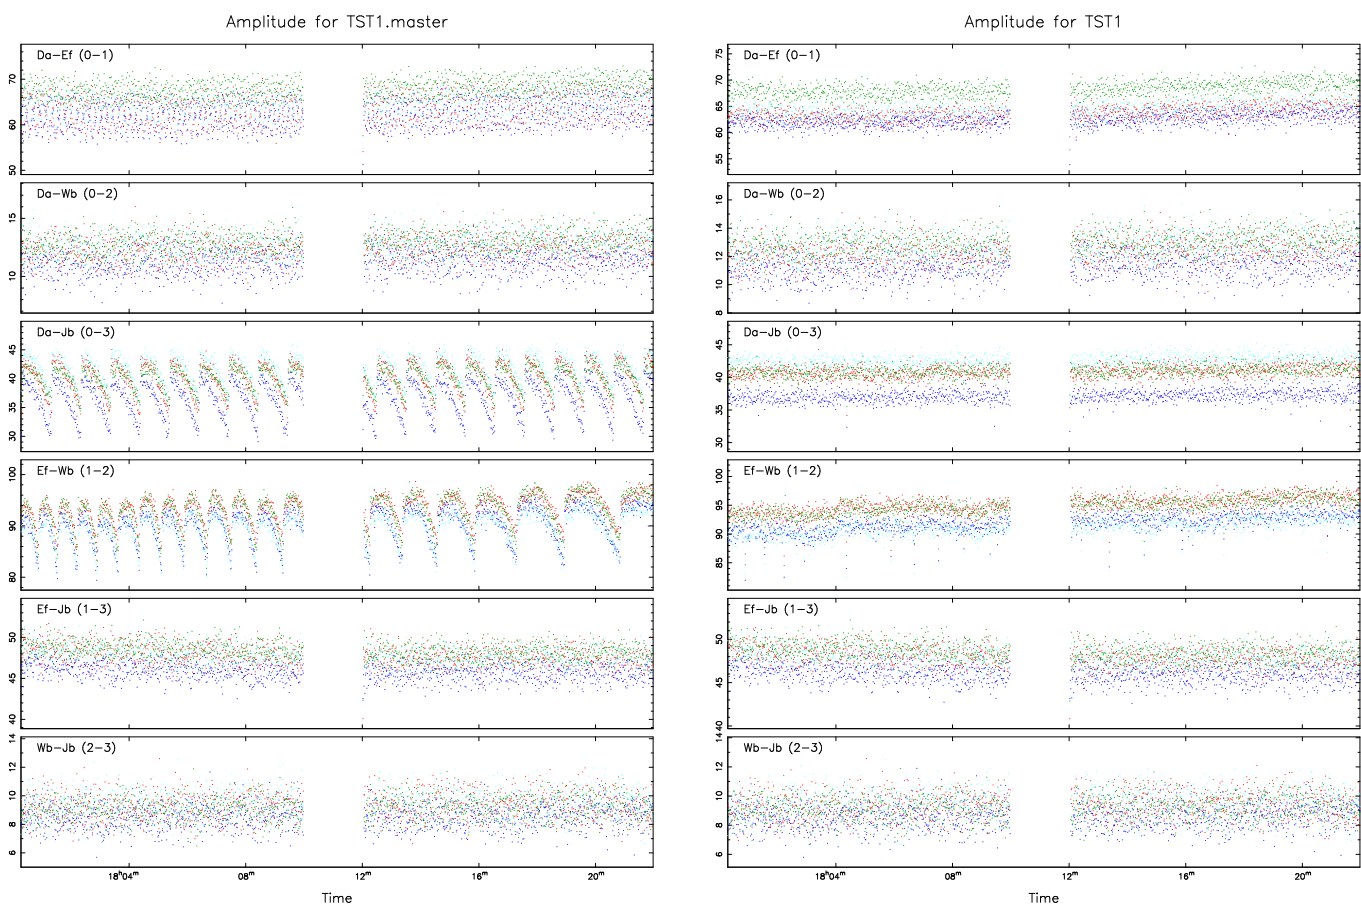 Amplitude for TST1.master
Da-Ef (0-1)
70
60
50
Da-Wb (0-2)
15
10
Da-Jb (0-3)
45
40
35
30
Ef-Wb (1-2)
100
90
80
Ef-Jb (1-3)
50
45
40
Wb-Jb (2-3)
14
12
10
8
6
18h04m 08m 12m 16m 20m
Time
Amplitude for TST1
Da-Ef (0-1)
75
70
65
60
55
Da-Wb (0-2)
16
14
12
10
8
Da-Jb (0-3)
45
40
35
30
Ef-Wb (1-2)
100
95
90
85
Ef-Jb (1-3)
50
45
40
Wb-Jb (2-3)
14
12
10
8
6
18h04m 08m 12m 16m 20m
Time